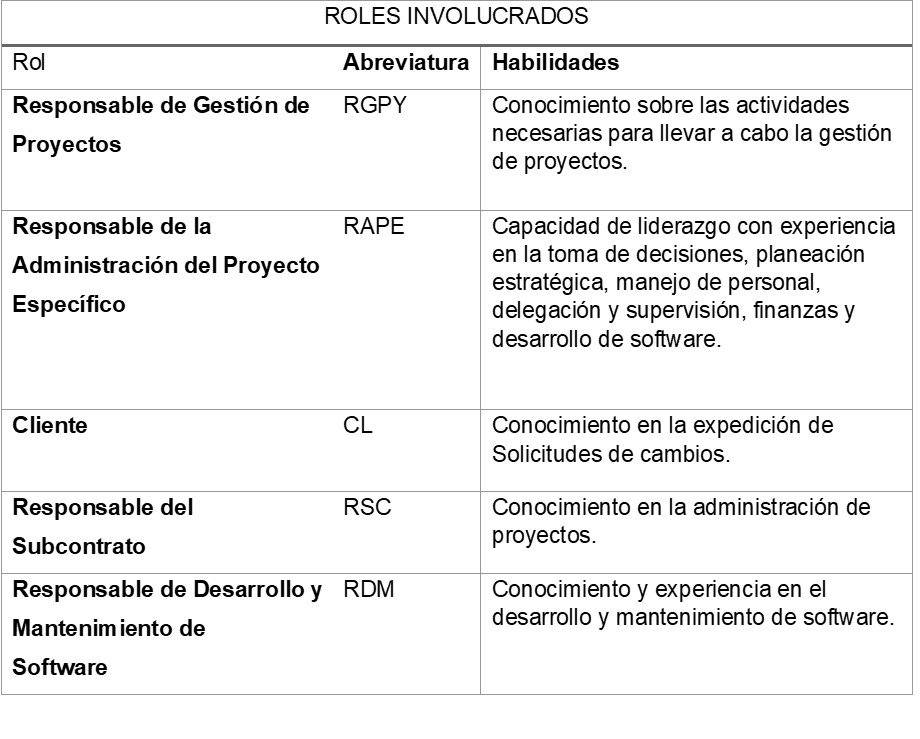 ROLES INVOLUCRADOS
Rol Abreviatura Habilidades
Responsable de Gestión de
Proyectos
RGPY
Conocimiento sobre las actividades
necesarias para llevar a cabo la gestión
de proyectos.
Responsable de la
Administración del Proyecto
Específico
RAPE
Capacidad de liderazgo con experiencia
en la toma de decisiones, planeación
estratégica, manejo de personal,
delegación y supervisión, finanzas y
desarrollo de software.
Cliente
CL
Conocimiento en la expedición de
Solicitudes de cambios.
Responsable del
Subcontrato
RSC
Conocimiento en la administración de
proyectos.
Responsable de Desarrollo y
Mantenimiento de
Software
RDM
Conocimiento y experiencia en el
desarrollo y mantenimiento de software.